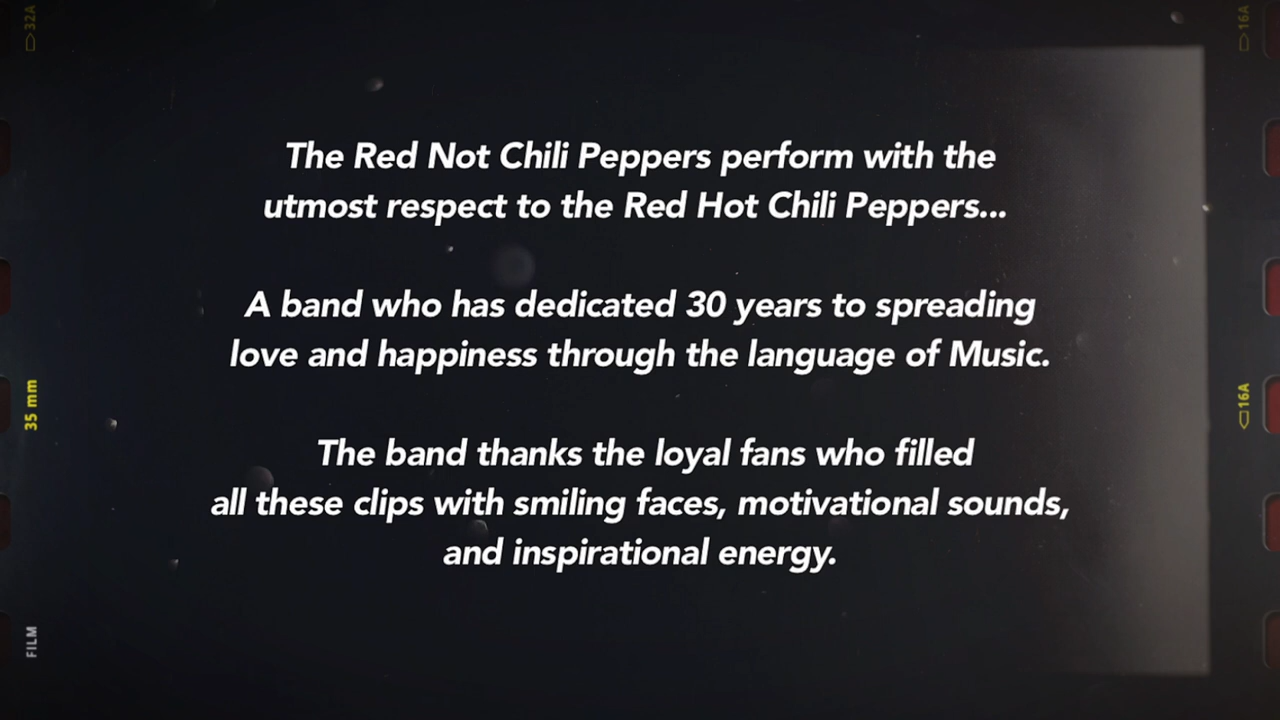 32A
16A
The Red Not Chili Peppers perform with the
utmost respect to the Red Hot Chili Peppers...
A band who has dedicated 30 years to spreading
love and happiness through the language of Music.
35 mm
16A
The band thanks the loyal fans who filled
all these clips with smiling faces, motivational sounds,
and inspirational energy.
FILM